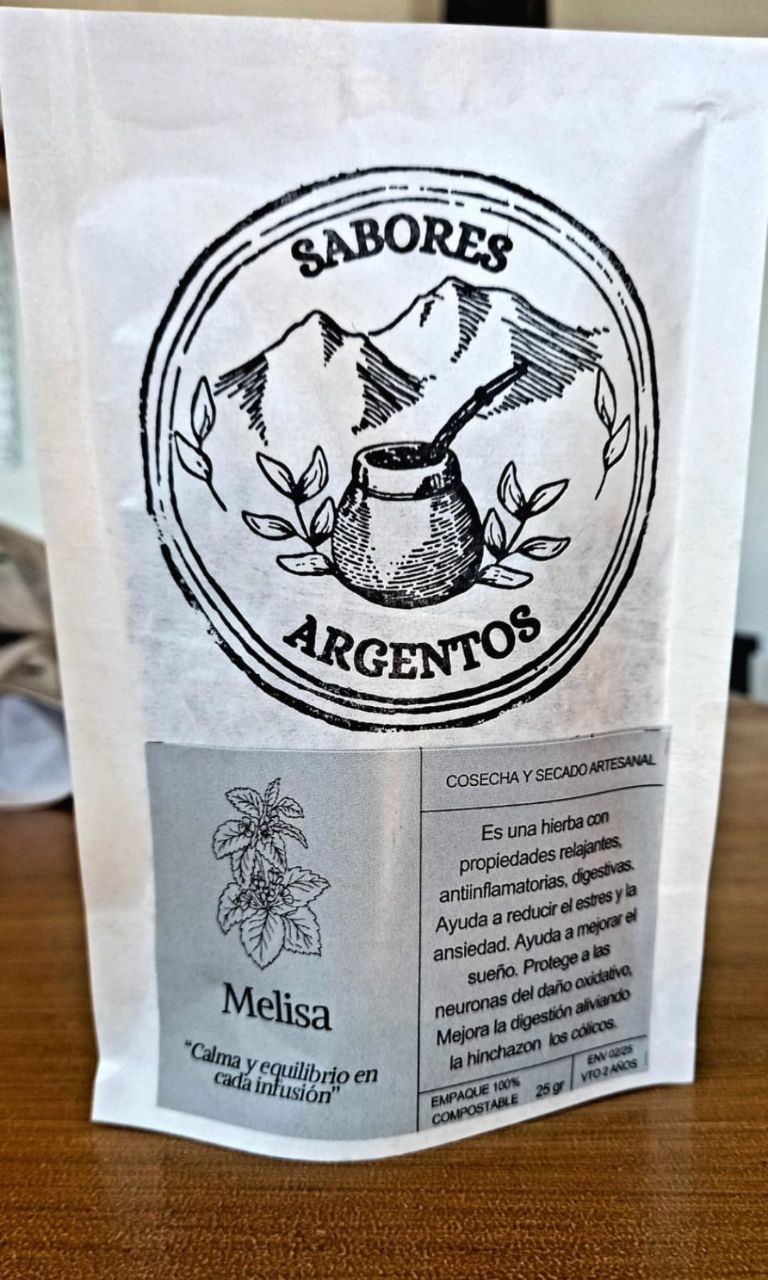 SABORES
ARGENTOS
COSECHA Y SECADO ARTESANAL
Es una hierba con
propiedades relajantes,
antiinflamatorias, digestivas.
Ayuda a reducir el estres y la
ansiedad. Ayuda a mejorar el
sueño. Protege a las
neuronas del daño oxidativo,
Mejora la digestión aliviando
la hinchazon los cólicos.
Melisa
“Calma y equilibrio en
cada infusión”
EMPAQUE 100%
COMPOSTABLE
25 gr
ENV 02/25
VTO 2 AÑOS